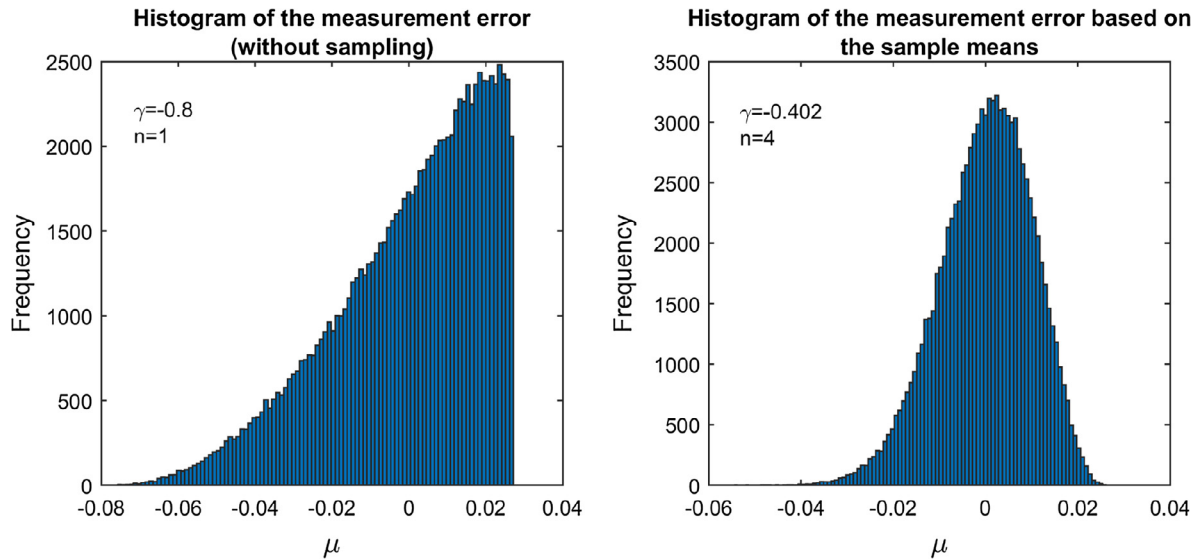 Histogram of the measurement error
(without sampling)
2500
2000
1500
1000
500
0
Frequency
γ=-0.8
n=1
-0.08
-0.06
-0.04
-0.02
0
0.02
0.04
μ
Histogram of the measurement error based on
the sample means
3500
3000
2500
2000
1500
1000
500
0
Frequency
γ=-0.402
n=4
-0.06
-0.04
-0.02
0
0.02
0.04
μ